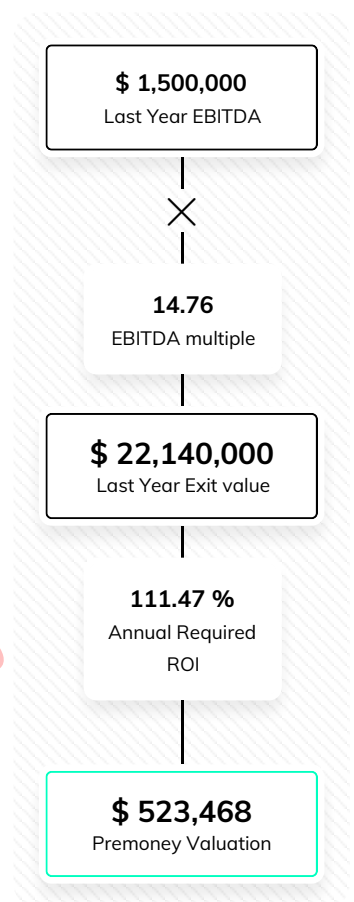 $ 1,500,000
Last Year EBITDA
14.76
EBITDA multiple
$ 22,140,000
Last Year Exit value
111.47 %
Annual Required
ROI
$ 523,468
Premoney Valuation